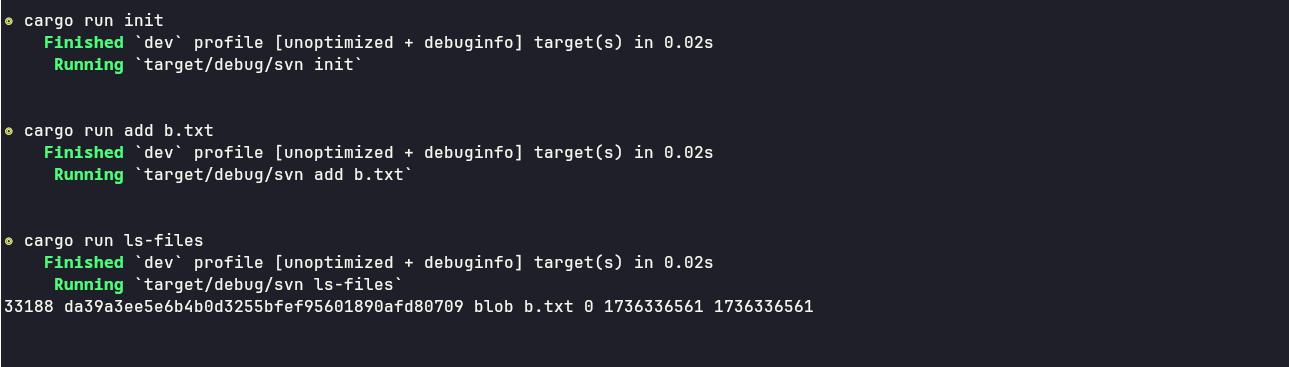 cargo run init
Finished `dev` profile [unoptimized + debuginfo] target(s) in 0.02s
Running `target/debug/svn init`
cargo run add b.txt
Finished `dev` profile [unoptimized + debuginfo] target(s) in 0.02s
Running `target/debug/svn add b.txt`
cargo run ls-files
Finished `dev` profile [unoptimized + debuginfo] target(s) in 0.02s
Running `target/debug/svn ls-files`
33188 da39a3ee5e6b4b0d3255bfef95601890afd80709 blob b.txt 0 1736336561 1736336561